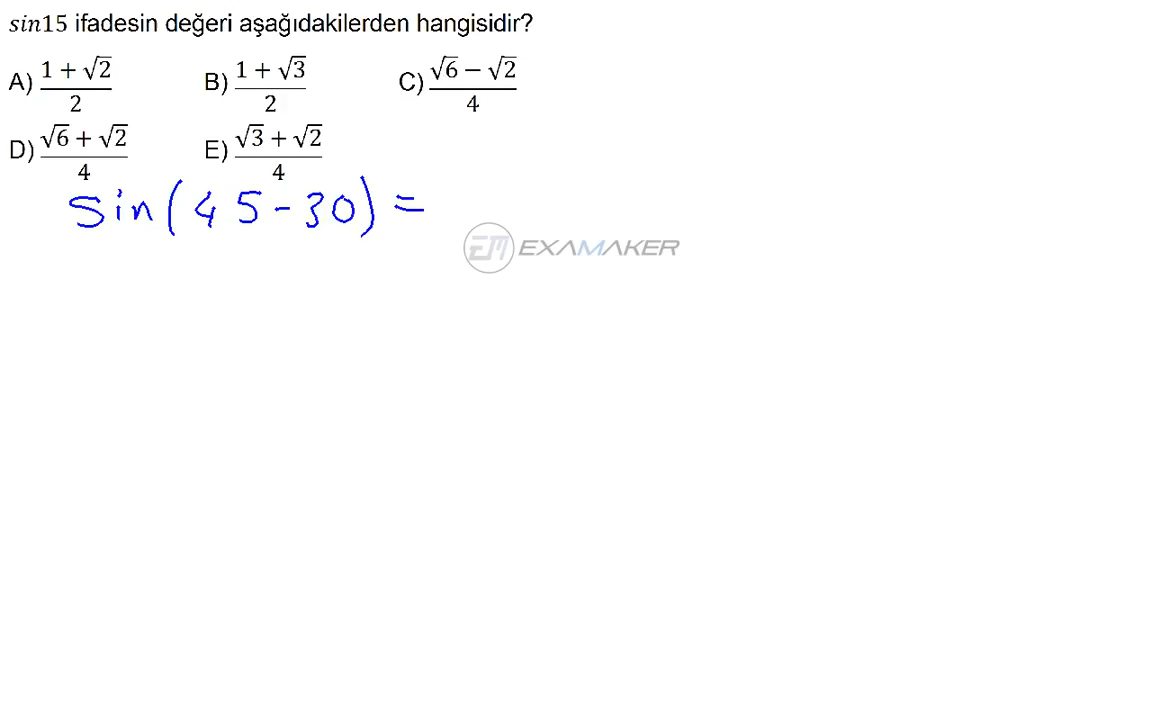 sin15 ifadesin değeri aşağıdakilerden hangisidir?
A) (1 + √2)/2 B) (1 + √3)/2 C) (√6 − √2)/4
D) (√6 + √2)/4 E) (√3 + √2)/4
sin(45-30) =
EM EXAMAKER